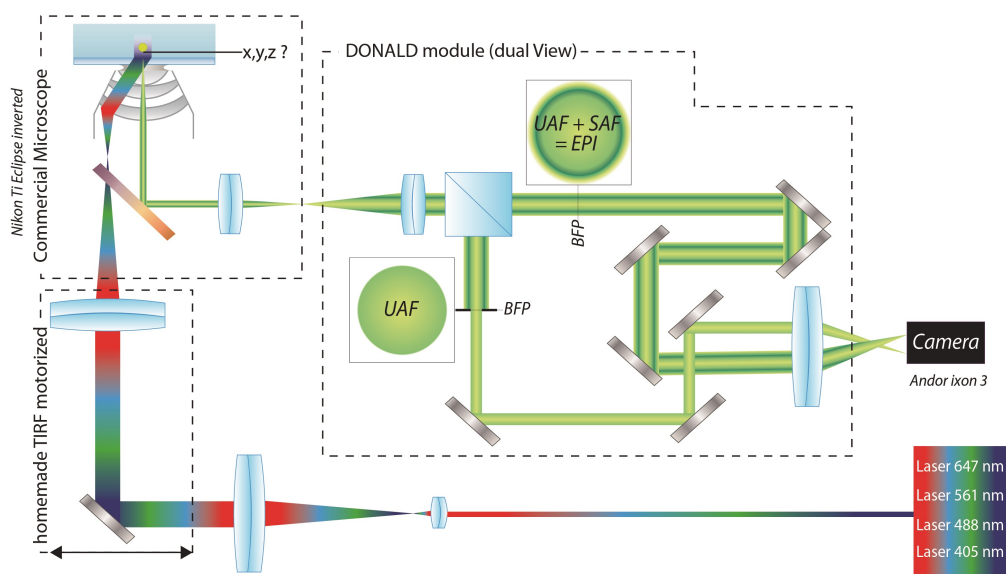 x,y,z ?
Nikon Ti Eclipse inverted
Commercial Microscope
DONALD module (dual View)
UAF + SAF
= EPI
BFP
UAF
BFP
Camera
Andor ixon 3
homemade TIRF motorized
Laser 647 nm
Laser 561 nm
Laser 488 nm
Laser 405 nm